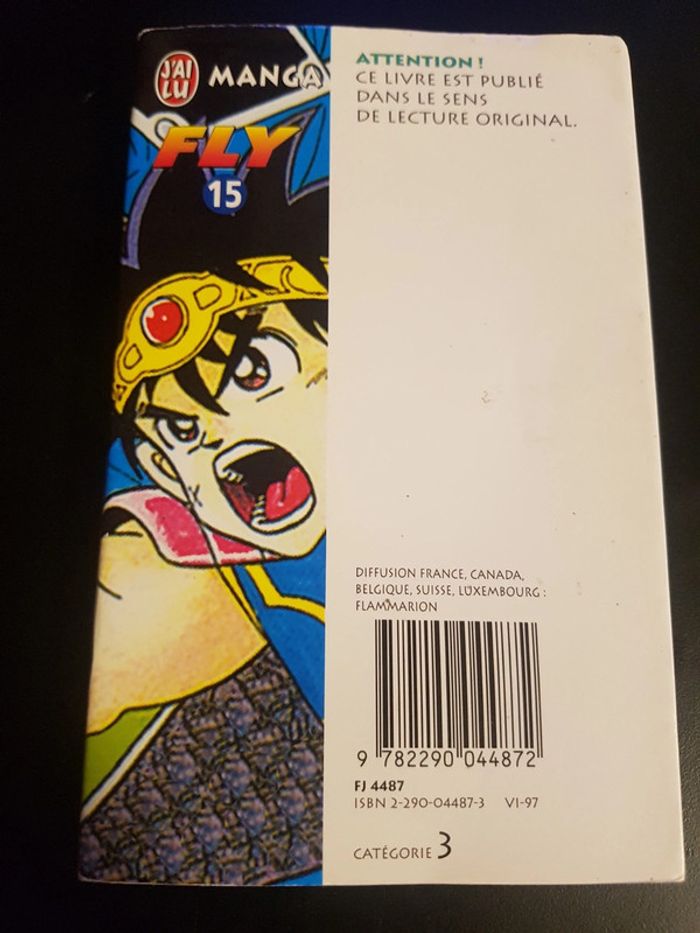 J'AI LU MANGA
FLY
15
ATTENTION !
CE LIVRE EST PUBLIÉ
DANS LE SENS
DE LECTURE ORIGINAL.
DIFFUSION FRANCE, CANADA,
BELGIQUE, SUISSE, LUXEMBOURG :
FLAMMARION
9 782290 044872
FJ 4487
ISBN 2-290-04487-3 VI-97
CATÉGORIE 3